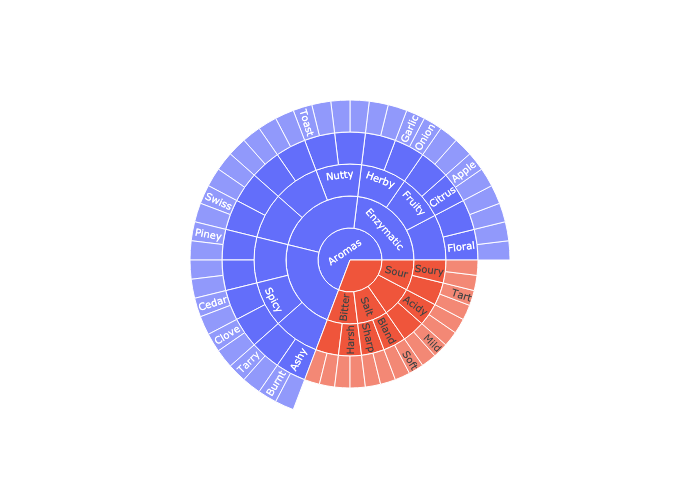 Aromas
Enzymatic
Nutty
Herby
Fruity
Citrus
Floral
Spicy
Ashy
Toast
Garlic
Onion
Apple
Swiss
Piney
Cedar
Clove
Tarry
Burnt
Sour
Salt
Bitter
Soury
Acidy
Bland
Sharp
Harsh
Tart
Mild
Soft